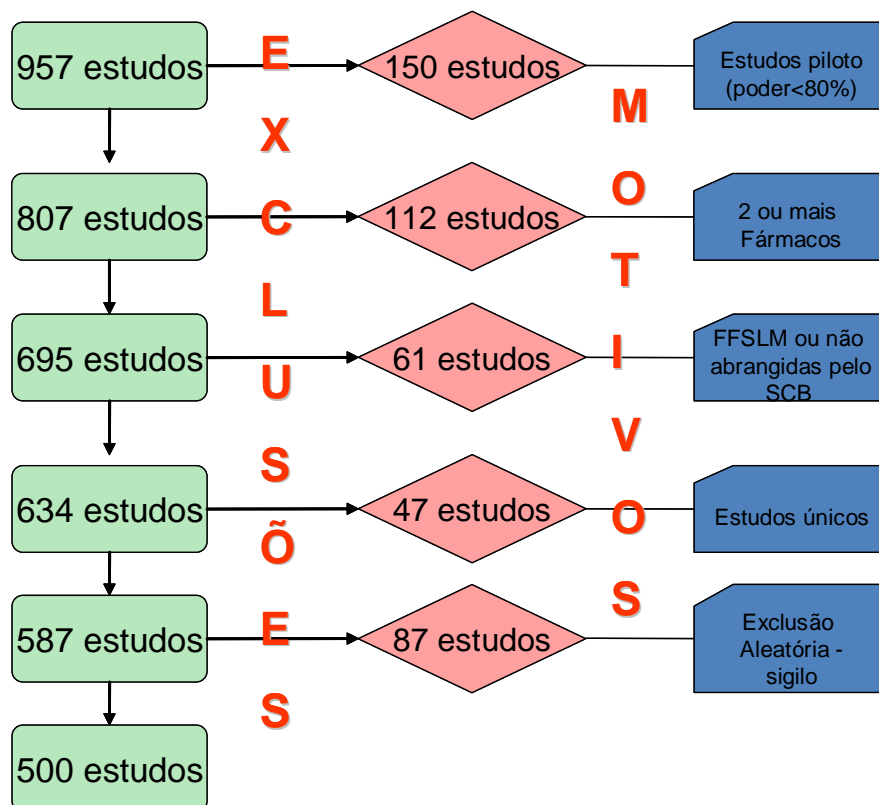 957 estudos
150 estudos
Estudos piloto
(poder<80%)
807 estudos
112 estudos
2 ou mais
Fármacos
695 estudos
61 estudos
FFSLM ou não
abrangidas pelo
SCB
634 estudos
47 estudos
Estudos únicos
587 estudos
87 estudos
Exclusão
Aleatória -
sigilo
500 estudos
E
X
C
L
U
S
Õ
E
S
M
O
T
I
V
O
S